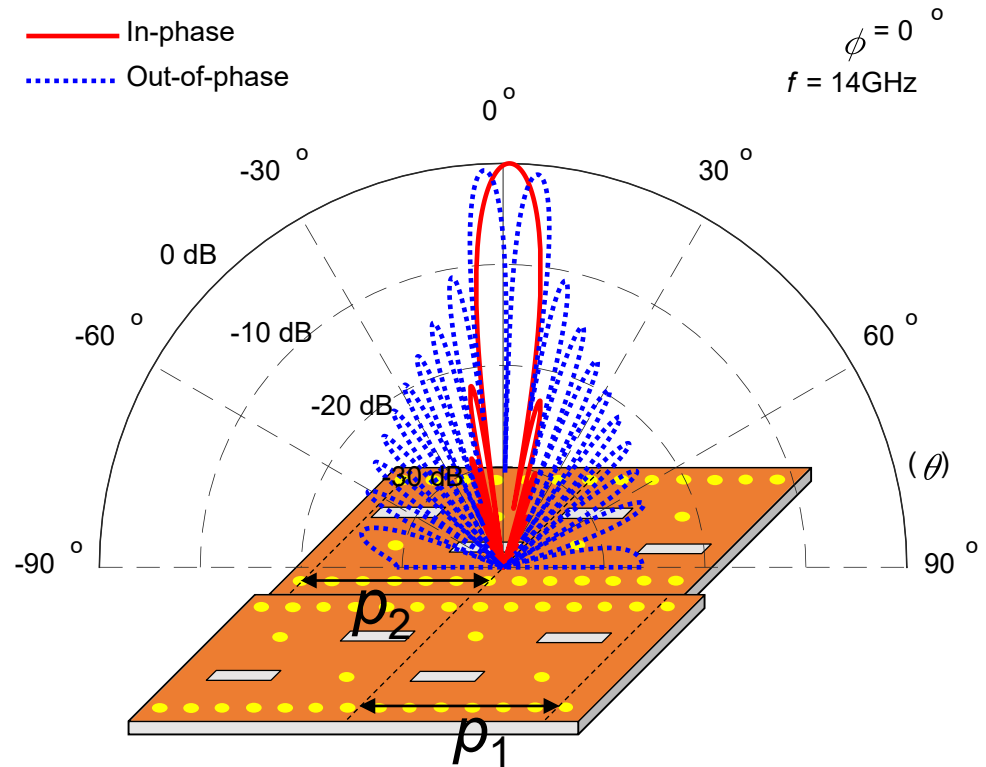 In-phase
Out-of-phase
ϕ = 0 °
f = 14GHz
0 °
-30 °
30 °
0 dB
-60 °
-10 dB
60 °
-20 dB
(θ)
-30 dB
-90 °
90 °
p2
p1